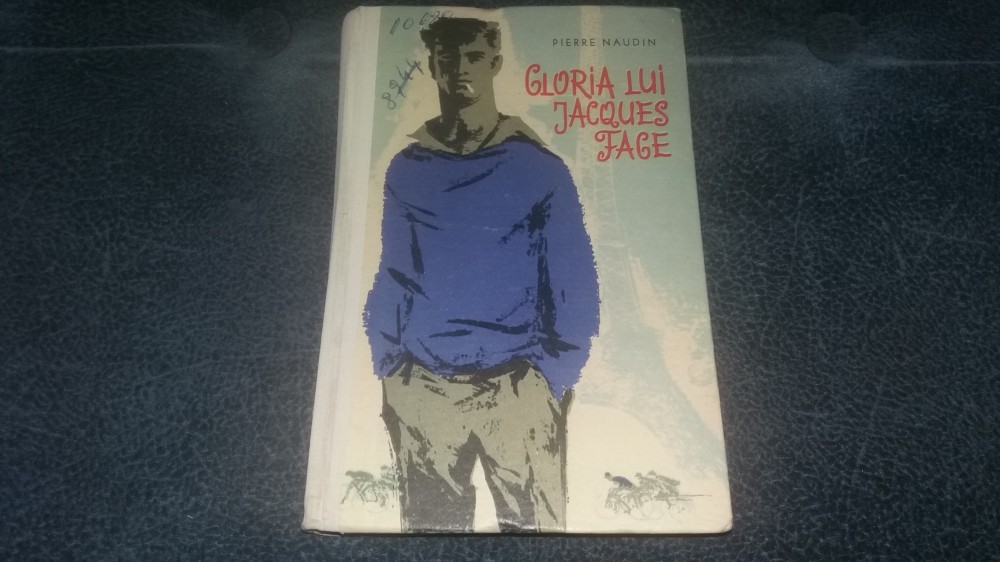 PIERRE NAUDIN
GLORIA LUI
JACQUES
FAGE